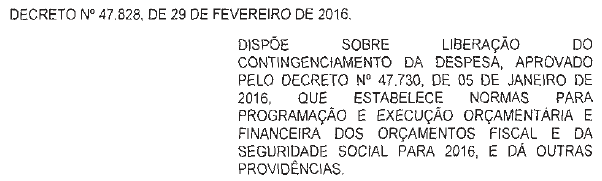 DECRETO Nº 47.828, DE 29 DE FEVEREIRO DE 2016.
DISPÕE SOBRE LIBERAÇÃO DO
CONTINGENCIAMENTO DA DESPESA, APROVADO
PELO DECRETO Nº 47.730, DE 05 DE JANEIRO DE
2016, QUE ESTABELECE NORMAS PARA
PROGRAMAÇÃO E EXECUÇÃO ORÇAMENTÁRIA E
FINANCEIRA DOS ORÇAMENTOS FISCAL E DA
SEGURIDADE SOCIAL PARA 2016, E DÁ OUTRAS
PROVIDÊNCIAS.